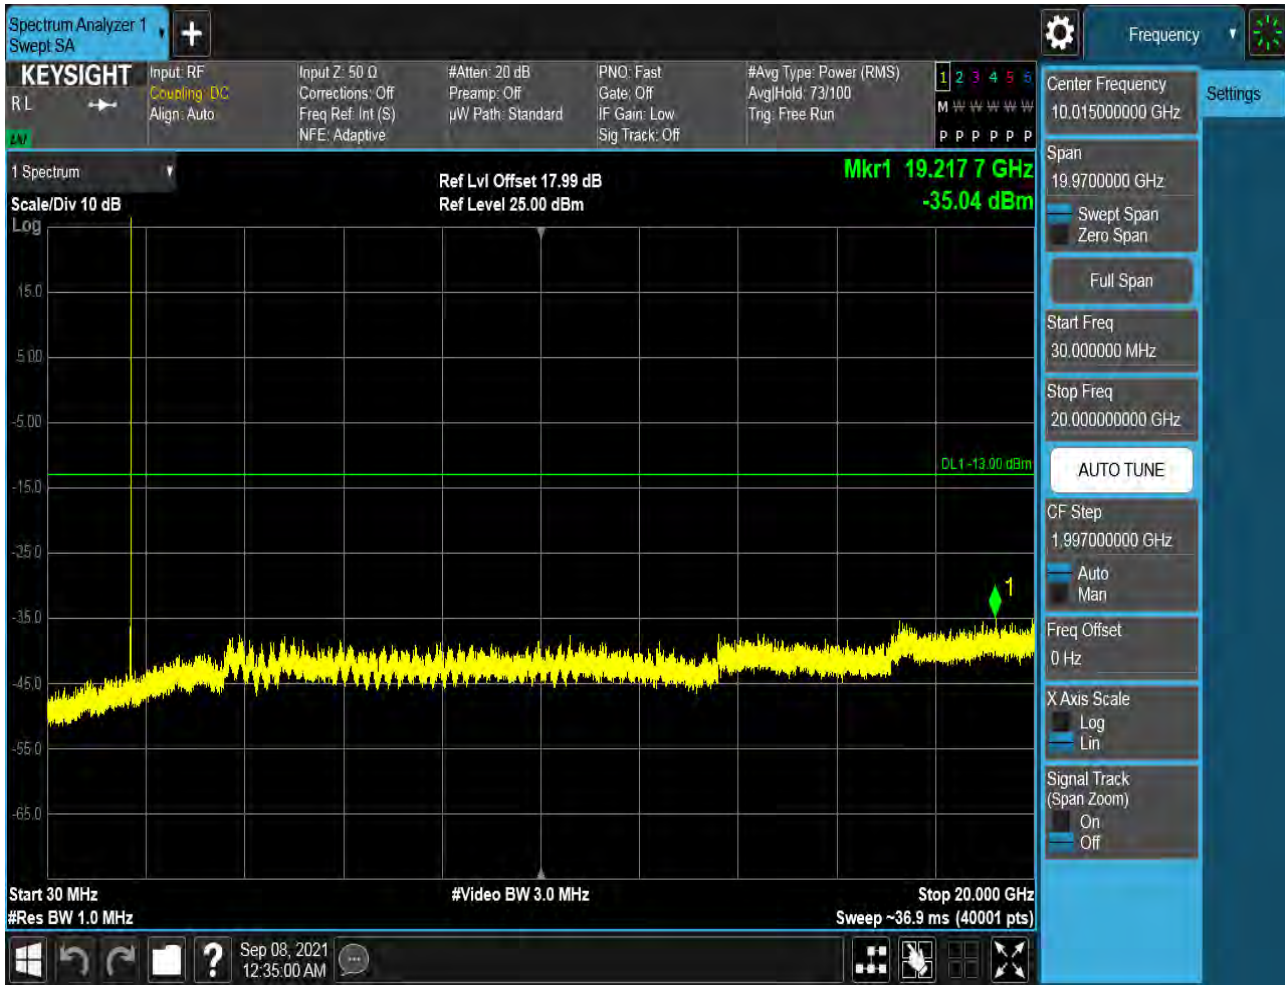 Spectrum Analyzer 1
Swept SA
Frequency
KEYSIGHT
R L
Input: RF
Coupling: DC
Align: Auto
Input Z: 50 Ω
Corrections: Off
Freq Ref: Int (S)
NFE: Adaptive
#Atten: 20 dB
Preamp: Off
µW Path: Standard
PNO: Fast
Gate: Off
IF Gain: Low
Sig Track: Off
#Avg Type: Power (RMS)
Avg|Hold: 73/100
Trig: Free Run
1 2 3 4 5 6
M W W W W W
P P P P P P
1 Spectrum
Scale/Div 10 dB
Log
Ref Lvl Offset 17.99 dB
Ref Level 25.00 dBm
Mkr1 19.217 7 GHz
-35.04 dBm
15.0
5.00
-5.00
-15.0
-25.0
-35.0
-45.0
-55.0
-65.0
DL1 -13.00 dBm
1
Start 30 MHz
#Res BW 1.0 MHz
#Video BW 3.0 MHz
Stop 20.000 GHz
Sweep ~36.9 ms (40001 pts)
Center Frequency
10.015000000 GHz
Settings
Span
19.9700000 GHz
Swept Span
Zero Span
Full Span
Start Freq
30.000000 MHz
Stop Freq
20.000000000 GHz
AUTO TUNE
CF Step
1.997000000 GHz
Auto
Man
Freq Offset
0 Hz
X Axis Scale
Log
Lin
Signal Track
(Span Zoom)
On
Off
?
Sep 08, 2021
12:35:00 AM